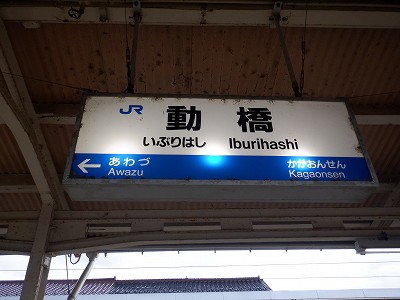 JR
動橋
いぶりはし Iburihashi
← あわづ かがおんせん
Awazu Kagaonsen